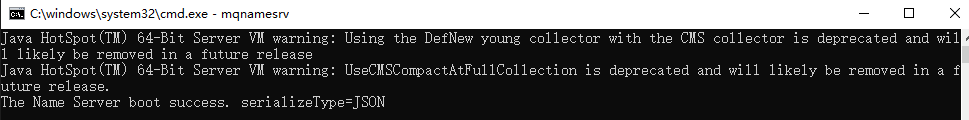 C:\windows\system32\cmd.exe - mqnamesrv
Java HotSpot(TM) 64-Bit Server VM warning: Using the DefNew young collector with the CMS collector is deprecated and wil
l likely be removed in a future release
Java HotSpot(TM) 64-Bit Server VM warning: UseCMSCompactAtFullCollection is deprecated and will likely be removed in a f
uture release.
The Name Server boot success. serializeType=JSON